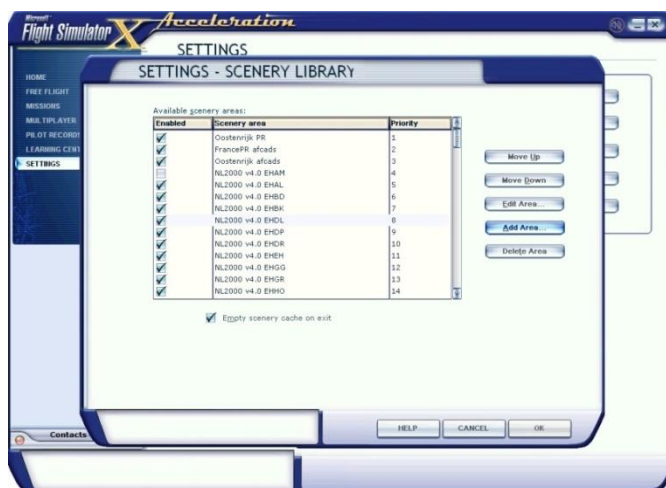 Microsoft
Flight Simulator X Acceleration
SETTINGS
SETTINGS - SCENERY LIBRARY
HOME
FREE FLIGHT
MISSIONS
MULTIPLAYER
PILOT RECORDS
LEARNING CENT
SETTINGS
Available scenery areas:
Enabled Scenery area Priority
Oostenrijk PR 1
FrancePR afcads 2
Oostenrijk afcads 3
NL2000 v4.0 EHAM 4
NL2000 v4.0 EHAL 5
NL2000 v4.0 EHBD 6
NL2000 v4.0 EHBK 7
NL2000 v4.0 EHDL 8
NL2000 v4.0 EHDP 9
NL2000 v4.0 EHDR 10
NL2000 v4.0 EHEH 11
NL2000 v4.0 EHGG 12
NL2000 v4.0 EHGR 13
NL2000 v4.0 EHHO 14
Move Up
Move Down
Edit Area...
Add Area...
Delete Area
Empty scenery cache on exit
HELP CANCEL OK
Contacts